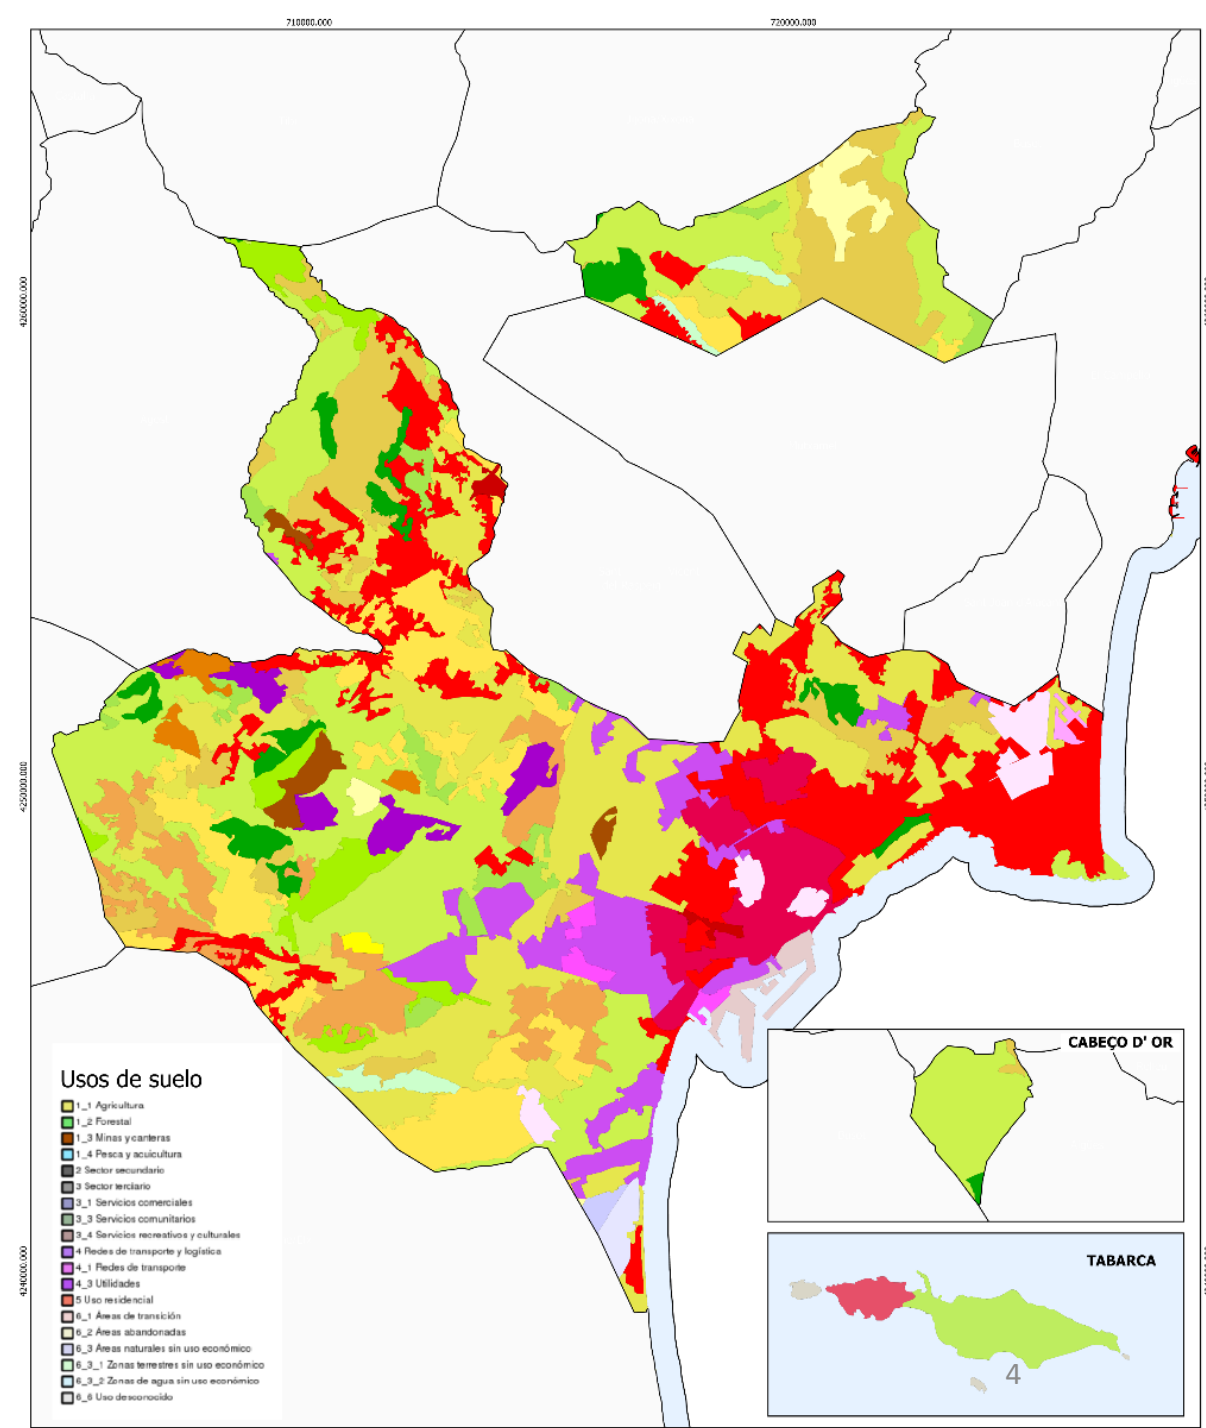 710000.000
720000.000
4260000.000
4250000.000
4240000.000
CABEÇO D' OR
TABARCA
4
Usos de suelo
1_1 Agricultura
1_2 Forestal
1_3 Minas y canteras
1_4 Pesca y acuicultura
2 Sector secundario
3 Sector terciario
3_1 Servicios comerciales
3_3 Servicios comunitarios
3_4 Servicios recreativos y culturales
4 Redes de transporte y logística
4_1 Redes de transporte
4_3 Utilidades
5 Uso residencial
6_1 Áreas de transición
6_2 Áreas abandonadas
6_3 Áreas naturales sin uso económico
6_3_1 Zonas terrestres sin uso económico
6_3_2 Zonas de agua sin uso económico
6_6 Uso desconocido